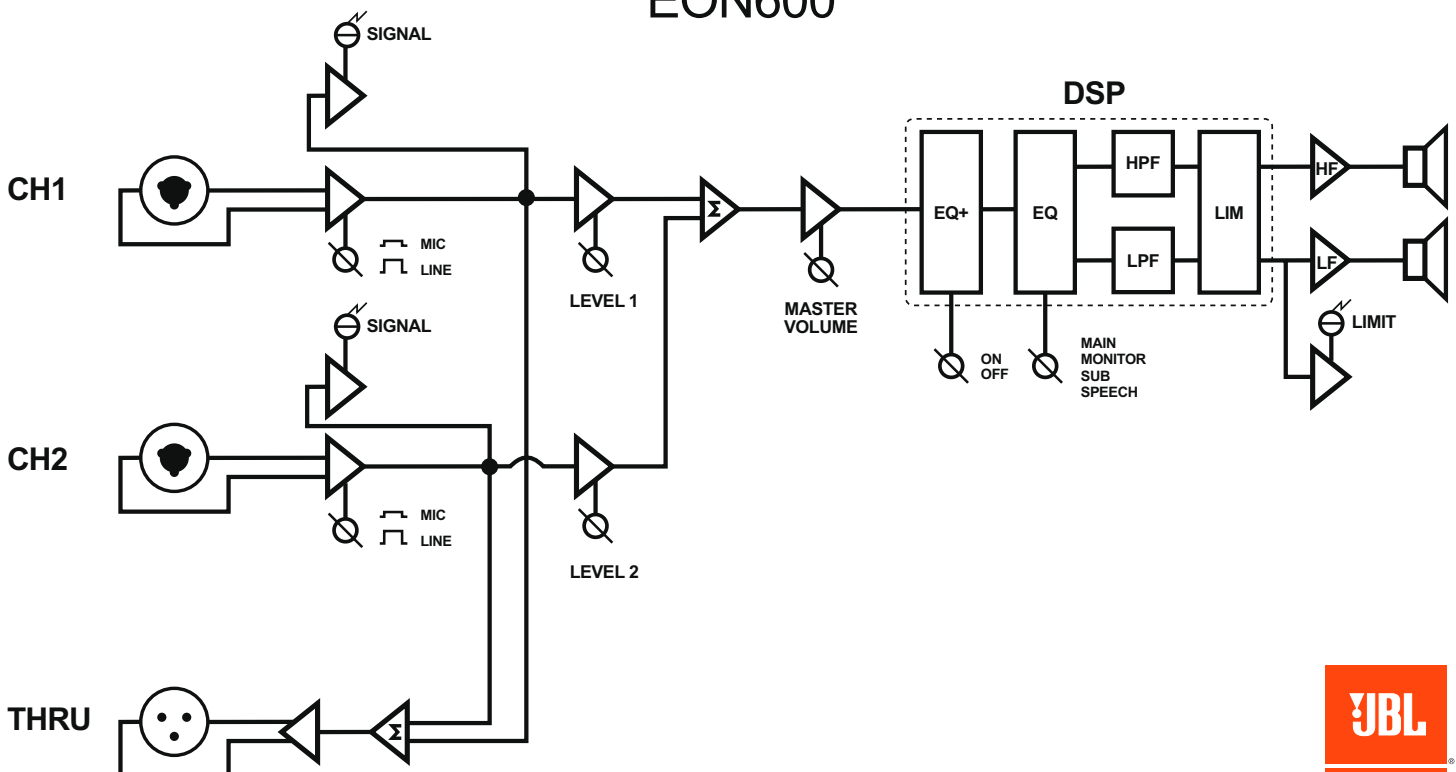 EON600
SIGNAL
DSP
CH1
MIC
LINE
LEVEL 1
Σ
MASTER
VOLUME
EQ+
EQ
HPF
LPF
LIM
HF
LF
ON
OFF
MAIN
MONITOR
SUB
SPEECH
LIMIT
SIGNAL
CH2
MIC
LINE
LEVEL 2
THRU
Σ
JBL
®